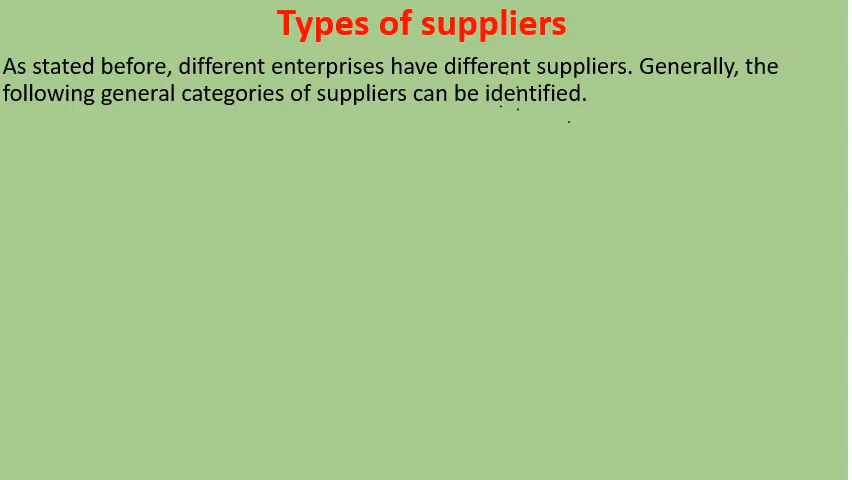 Types of suppliers
As stated before, different enterprises have different suppliers. Generally, the
following general categories of suppliers can be identified.